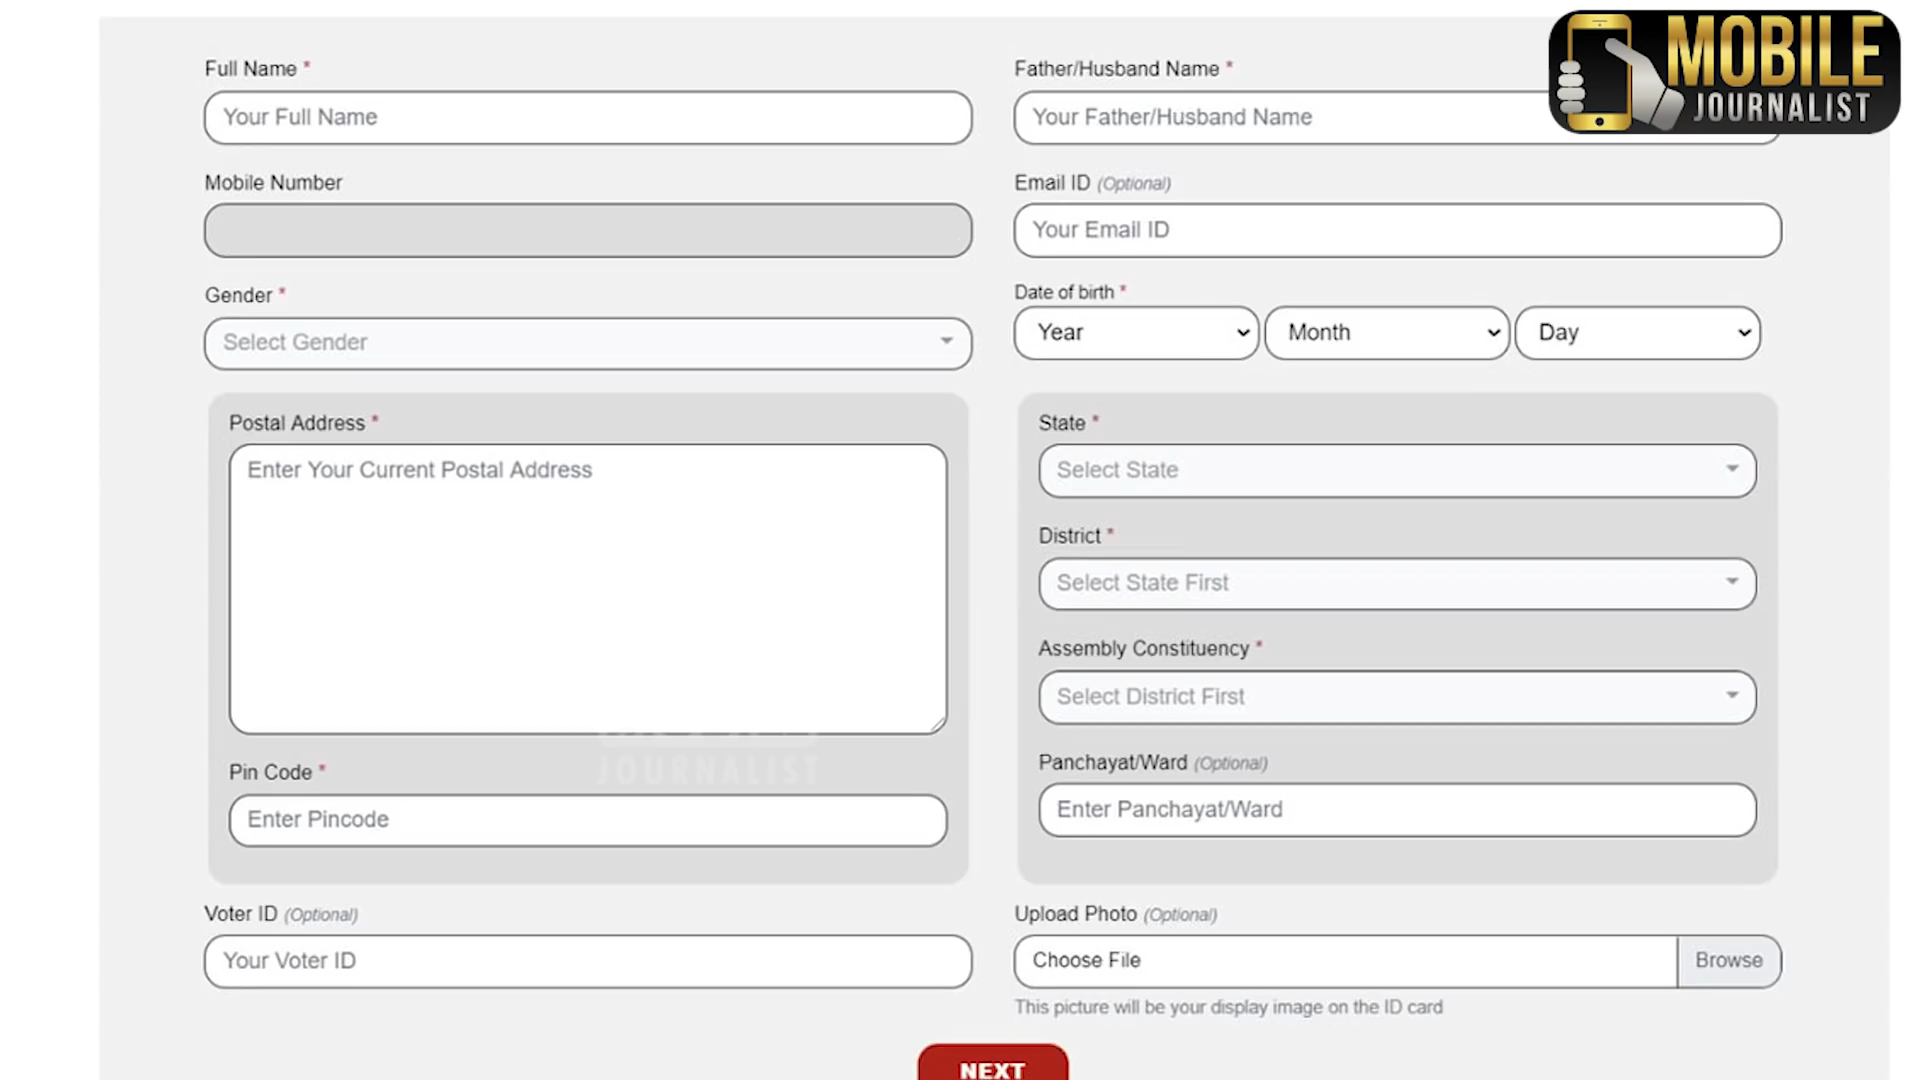 MOBILE
JOURNALIST
Full Name *
Your Full Name
Father/Husband Name *
Your Father/Husband Name
Mobile Number
Email ID (Optional)
Your Email ID
Gender *
Select Gender
Date of birth *
Year
Month
Day
Postal Address *
Enter Your Current Postal Address
Pin Code *
Enter Pincode
State *
Select State
District *
Select State First
Assembly Constituency *
Select District First
Panchayat/Ward (Optional)
Enter Panchayat/Ward
JOURNALIST
Voter ID (Optional)
Your Voter ID
Upload Photo (Optional)
Choose File
Browse
This picture will be your display image on the ID card
NEXT